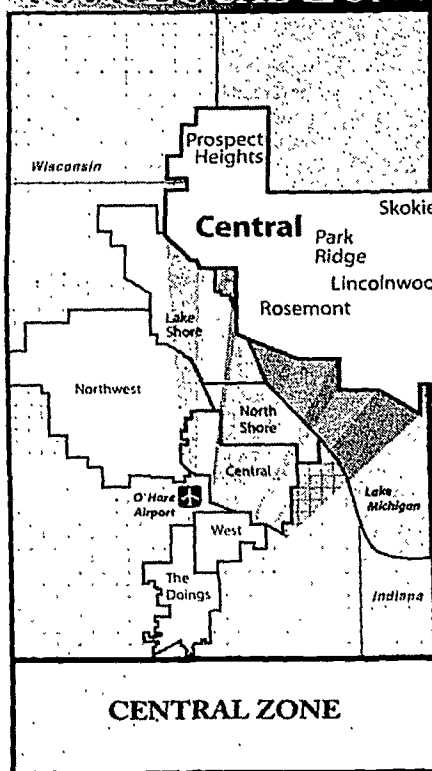 Prospect
Heights
Wisconsin
Skokie
Central
Park
Ridge
Lincolnwoo
Rosemont
Lake
Shore
Northwest
North
Shore
Central
O'Hare
Airport
Lake
Michigan
West
The
Doings
Indiana
CENTRAL ZONE